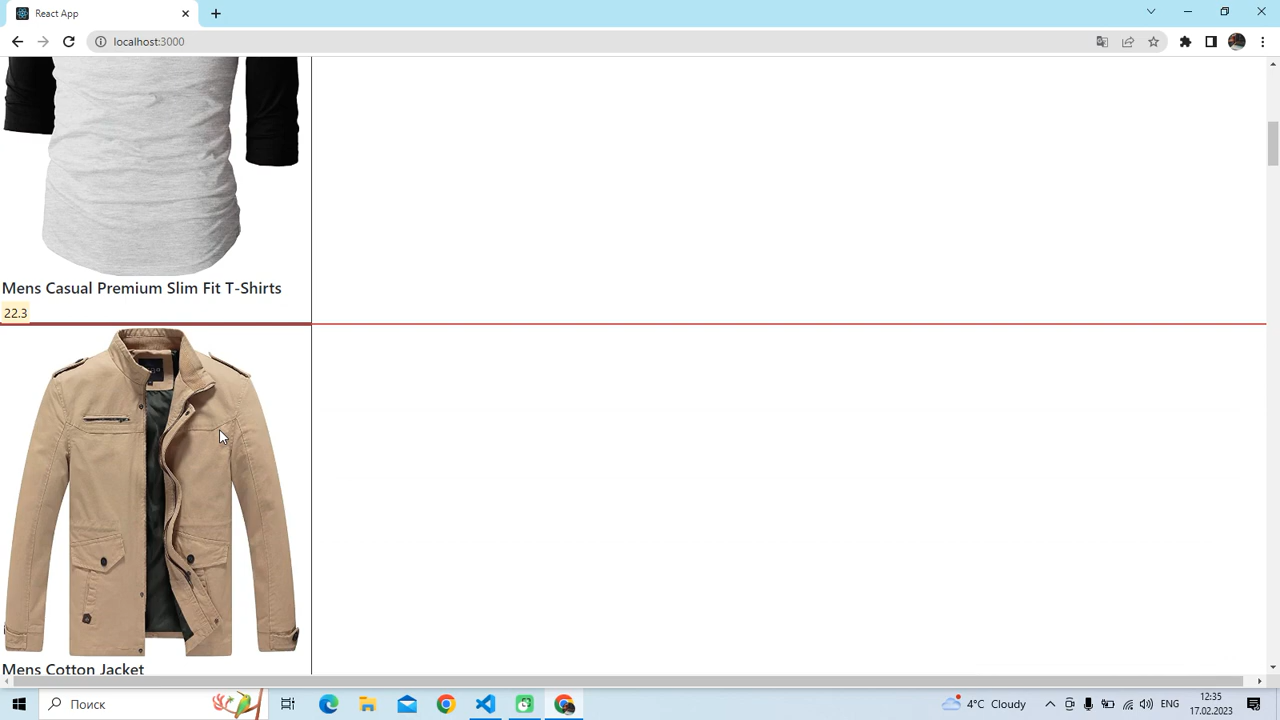 React App
localhost:3000
Mens Casual Premium Slim Fit T-Shirts
22.3
Mens Cotton Jacket
Поиск
4°C Cloudy
ENG
12:35
17.02.2023